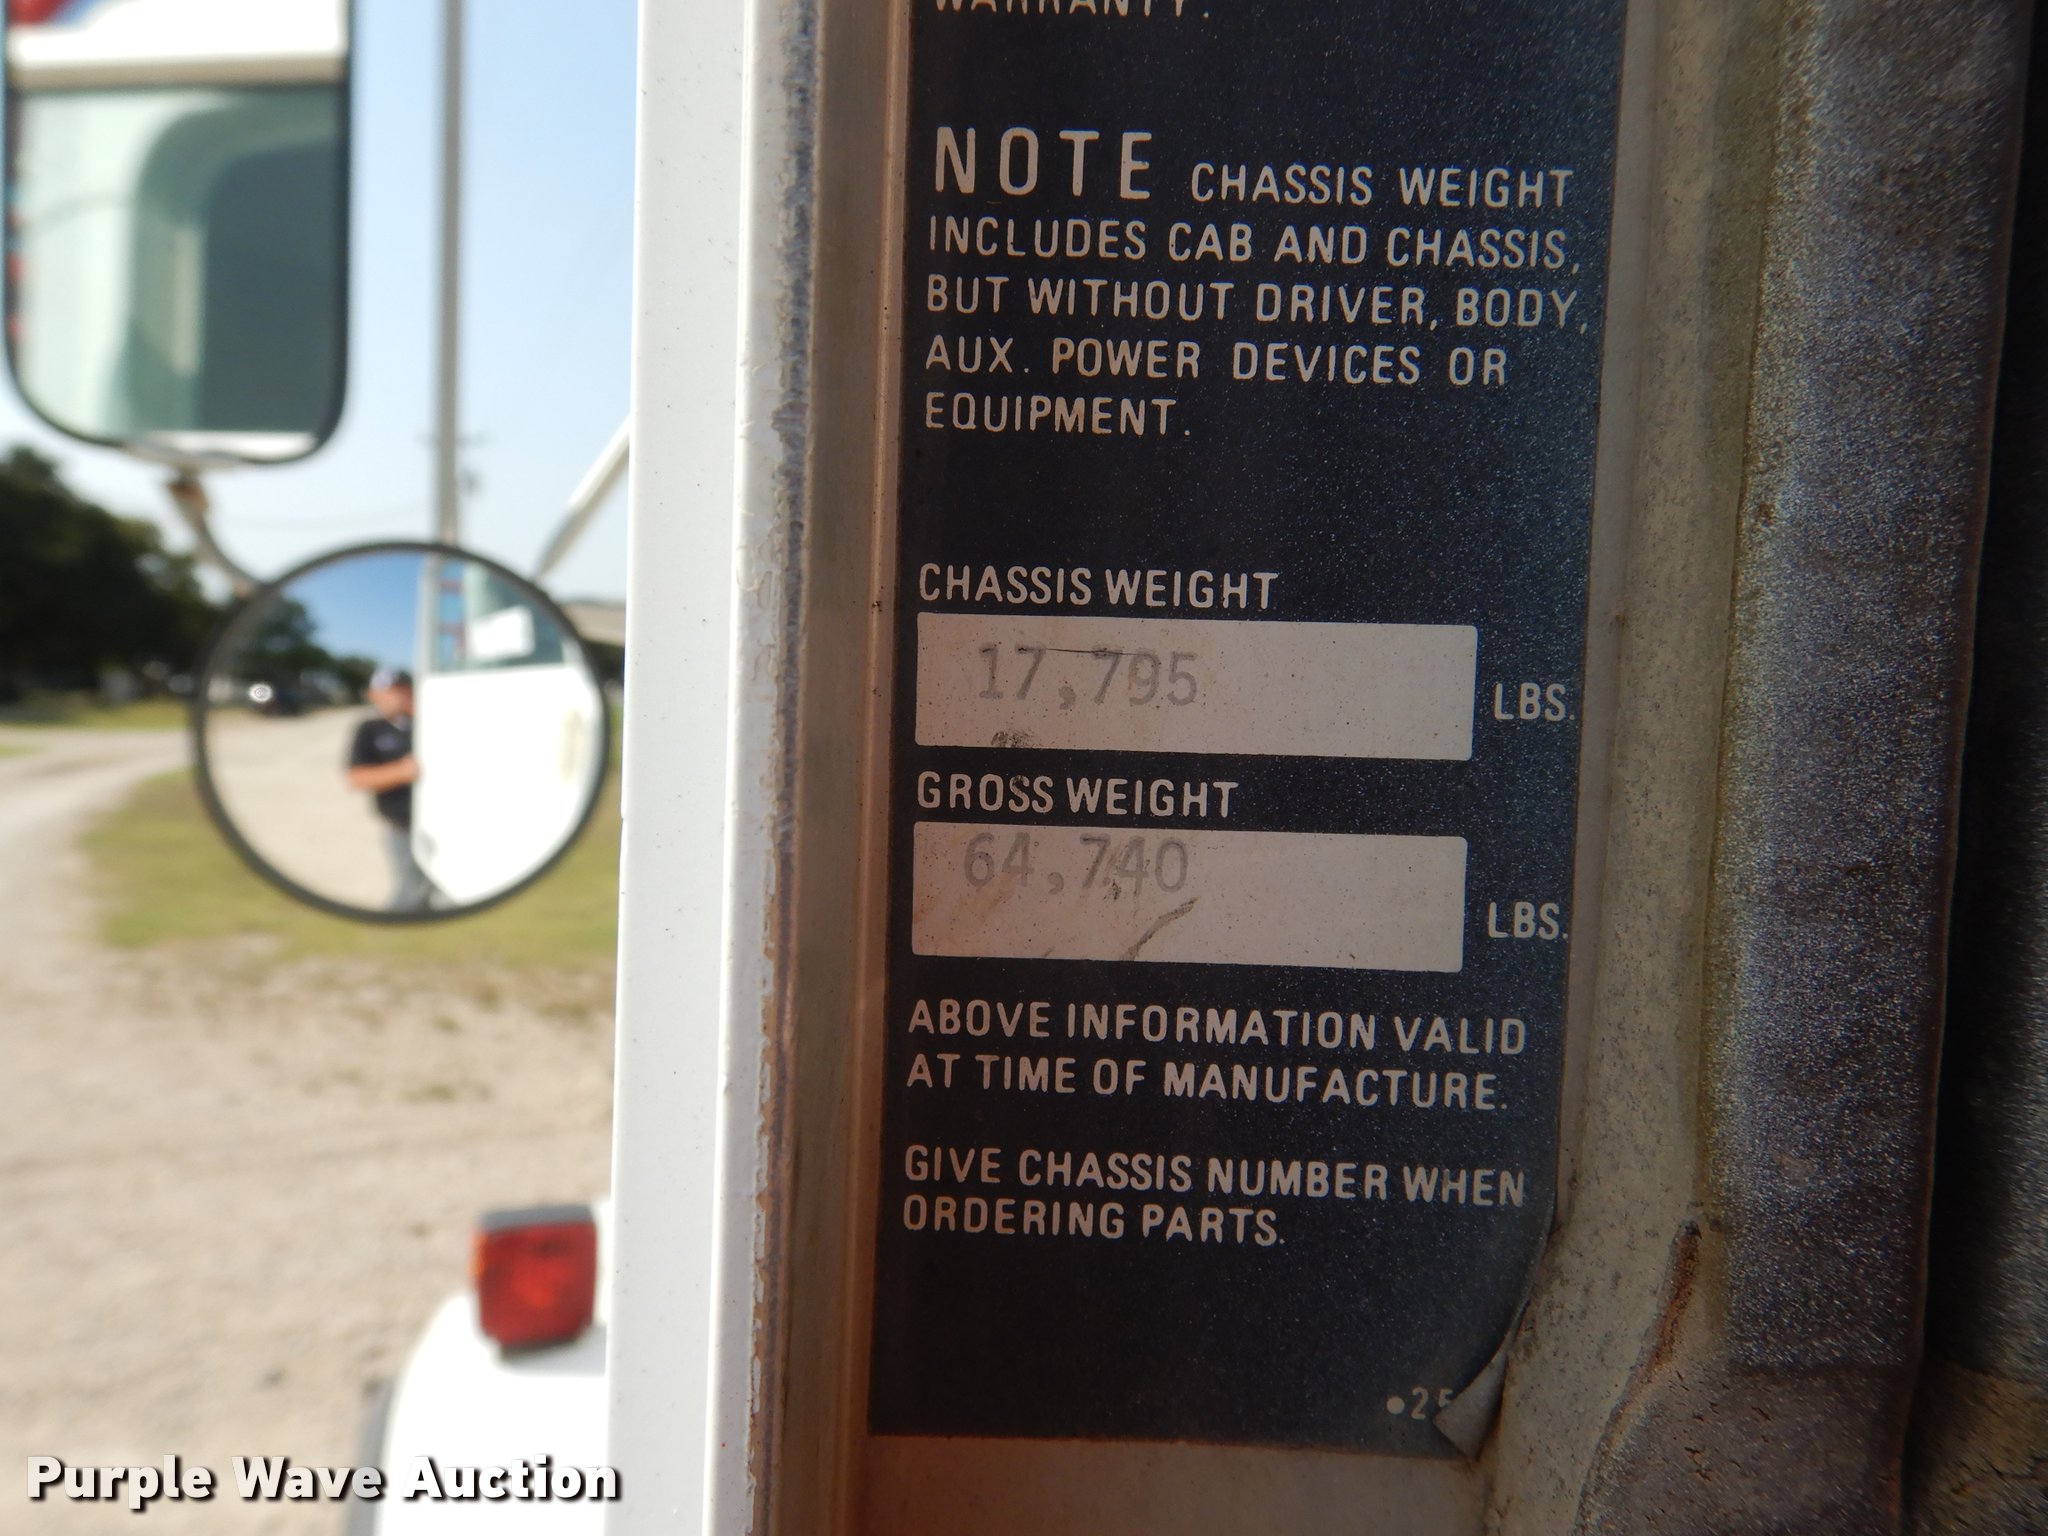 WARRANTY.
NOTE CHASSIS WEIGHT
INCLUDES CAB AND CHASSIS,
BUT WITHOUT DRIVER, BODY,
AUX. POWER DEVICES OR
EQUIPMENT.
CHASSIS WEIGHT
17,795 LBS.
GROSS WEIGHT
64,740 LBS.
ABOVE INFORMATION VALID
AT TIME OF MANUFACTURE.
GIVE CHASSIS NUMBER WHEN
ORDERING PARTS.
Purple Wave Auction